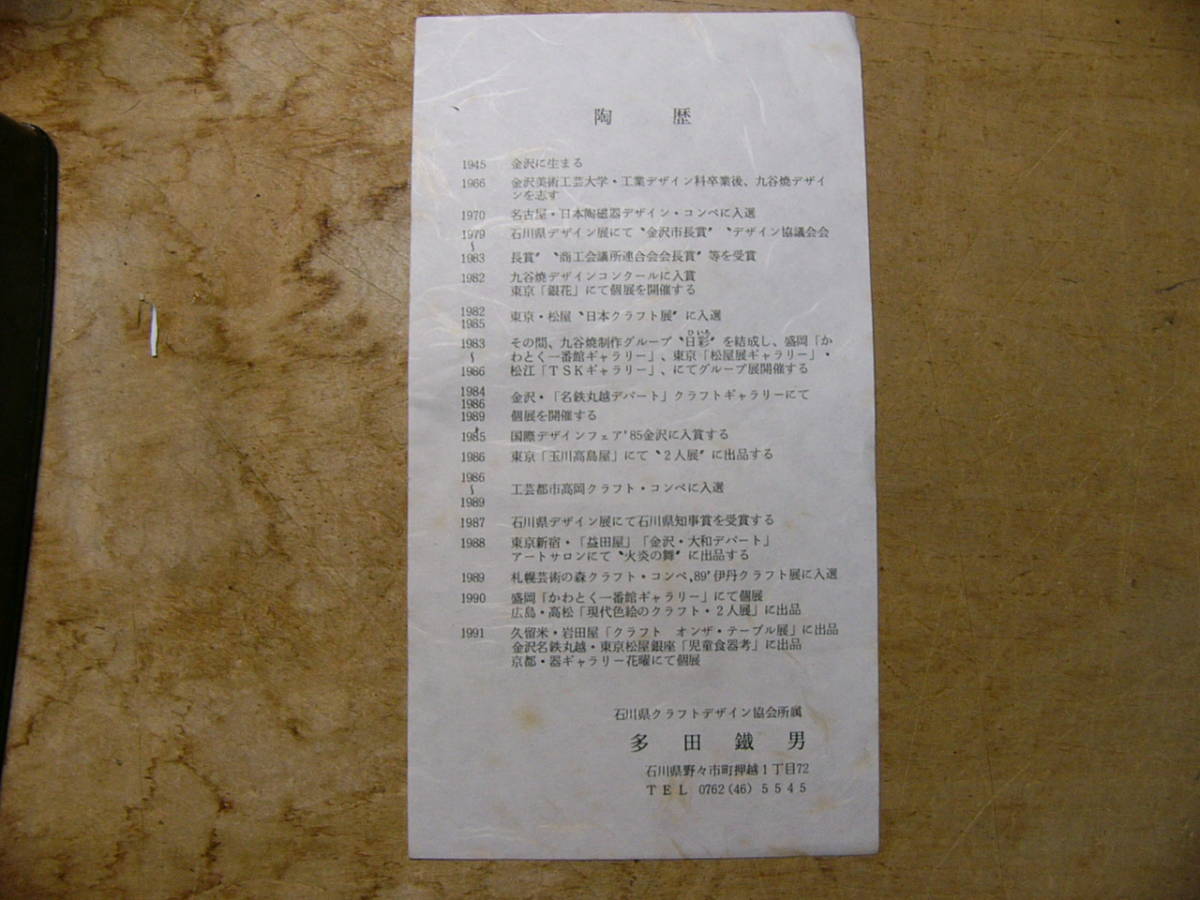 陶歴
1945 金沢に生まる
1966 金沢美術工芸大学・工業デザイン科卒業後、九谷焼デザイ
ンを志す
1970 名古屋・日本陶磁器デザイン・コンペに入選
1979 石川県デザイン展にて〝金沢市長賞〞〝デザイン協議会会
〜
1983 長賞〞〝商工会議所連合会会長賞〞等を受賞
1982 九谷焼デザインコンクールに入賞
東京「銀花」にて個展を開催する
1982
1985 東京・松屋〝日本クラフト展〞に入選
1983 その間、九谷焼制作グループ〝日彩〞を結成し、盛岡「か
ひいろ
〜 わとく一番館ギャラリー」、東京「松屋展ギャラリー」・
1986 松江「TSKギャラリー」、にてグループ展開催する
1984
1986 金沢・「名鉄丸越デパート」クラフトギャラリーにて
1989 個展を開催する
1985 国際デザインフェア'85金沢に入賞する
1986 東京「玉川高島屋」にて〝2人展〞に出品する
1986
〜 工芸都市高岡クラフト・コンペに入選
1989
1987 石川県デザイン展にて石川県知事賞を受賞する
1988 東京新宿・「益田屋」「金沢・大和デパート」
アートサロンにて〝火炎の舞〞に出品する
1989 札幌芸術の森クラフト・コンペ,89'伊丹クラフト展に入選
1990 盛岡「かわとく一番館ギャラリー」にて個展
広島・高松「現代色絵のクラフト・2人展」に出品
1991 久留米・岩田屋「クラフト オンザ・テーブル展」に出品
金沢名鉄丸越・東京松屋銀座「児童食器考」に出品
京都・器ギャラリー花曜にて個展
石川県クラフトデザイン協会所属
多田鐵男
石川県野々市町押越1丁目72
TEL 0762(46)5545